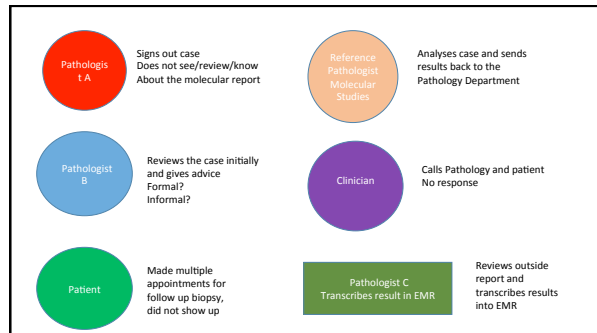 Pathologis
t A
Signs out case
Does not see/review/know
About the molecular report
Reference
Pathologist
Molecular
Studies
Analyses case and sends
results back to the
Pathology Department
Pathologist
B
Reviews the case initially
and gives advice
Formal?
Informal?
Clinician
Calls Pathology and patient
No response
Patient
Made multiple
appointments for
follow up biopsy,
did not show up
Pathologist C
Transcribes result in EMR
Reviews outside
report and
transcribes results
into EMR